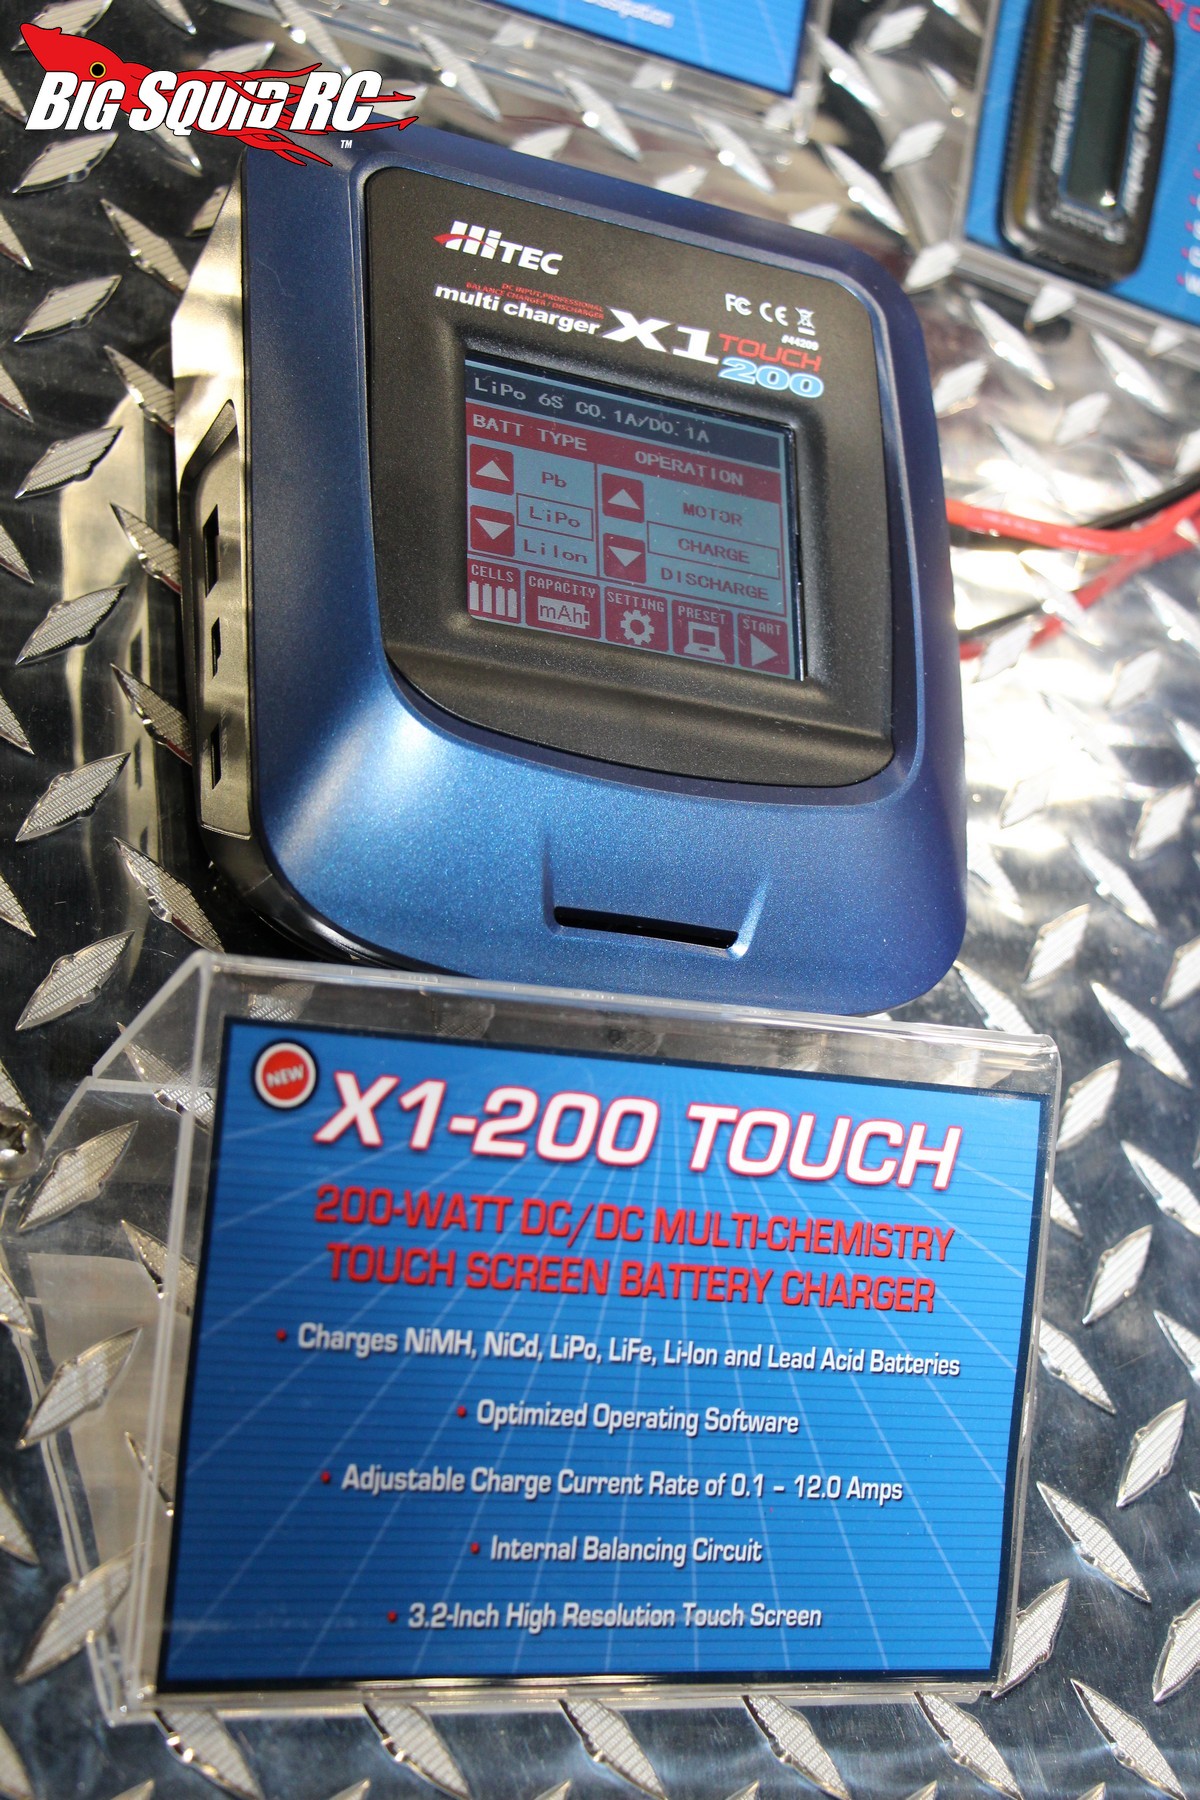 Dissipation
BIG SQUID RC
™
HiTEC
DC INPUT, PROFESSIONAL
BALANCE CHARGER / DISCHARGER
multi charger X1 TOUCH
200
FC CE
#44209
LiPo 6S C0.1A/D0.1A
BATT TYPE
OPERATION
Pb
MOTOR
LiPo
CHARGE
LiIon
DISCHARGE
CELLS
CAPACITY
SETTING
PRESET
START
mAh
NEW
X1-200 TOUCH
200-WATT DC/DC MULTI-CHEMISTRY
TOUCH SCREEN BATTERY CHARGER
• Charges NiMH, NiCd, LiPo, LiFe, Li-Ion and Lead Acid Batteries
• Optimized Operating Software
• Adjustable Charge Current Rate of 0.1 – 12.0 Amps
• Internal Balancing Circuit
• 3.2-Inch High Resolution Touch Screen